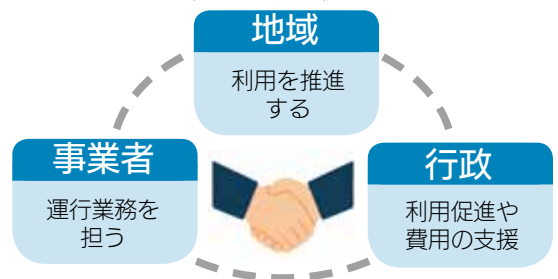 地域
利用を推進
する
事業者
運行業務を
担う
行政
利用促進や
費用の支援